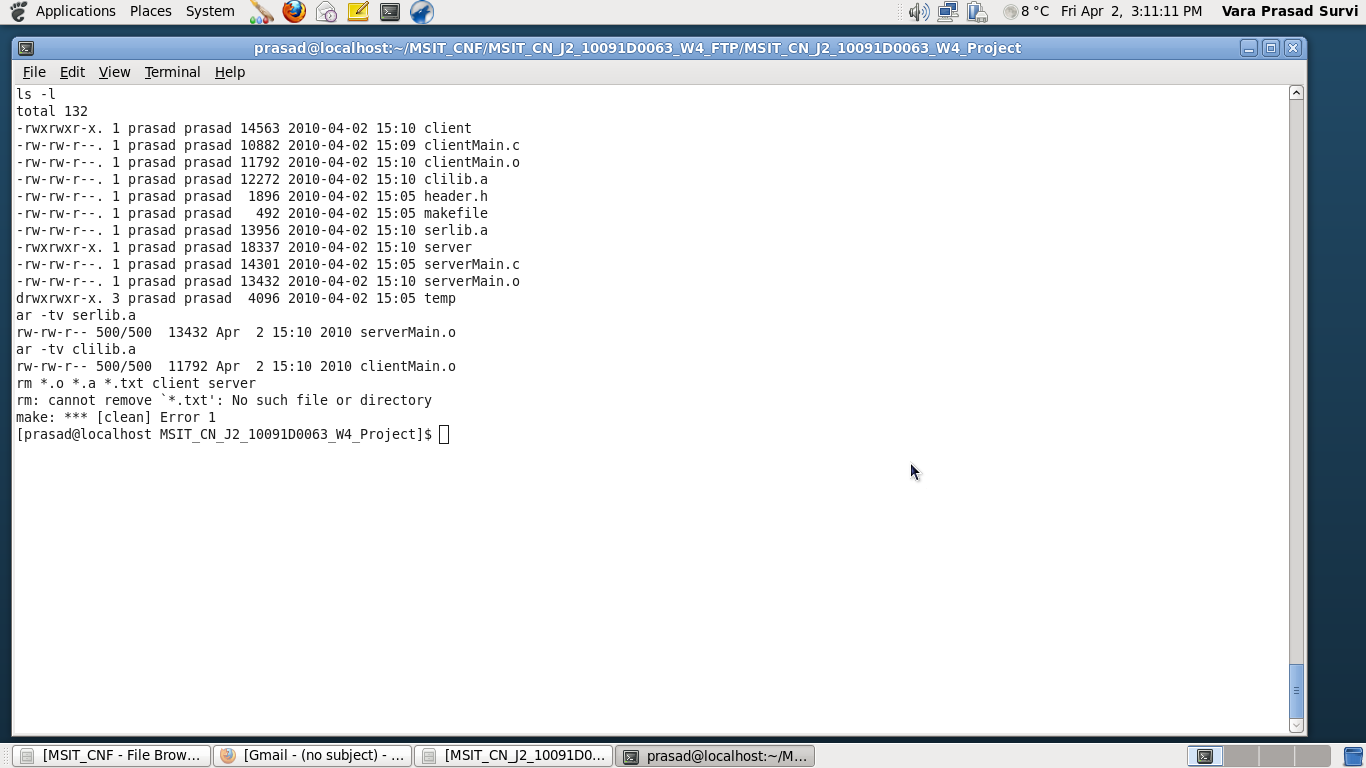 Applications Places System 8 °C Fri Apr 2, 3:11:11 PM Vara Prasad Survi
prasad@localhost:~/MSIT_CNF/MSIT_CN_J2_10091D0063_W4_FTP/MSIT_CN_J2_10091D0063_W4_Project
File Edit View Terminal Help
ls -l
total 132
-rwxrwxr-x. 1 prasad prasad 14563 2010-04-02 15:10 client
-rw-rw-r--. 1 prasad prasad 10882 2010-04-02 15:09 clientMain.c
-rw-rw-r--. 1 prasad prasad 11792 2010-04-02 15:10 clientMain.o
-rw-rw-r--. 1 prasad prasad 12272 2010-04-02 15:10 clilib.a
-rw-rw-r--. 1 prasad prasad  1896 2010-04-02 15:05 header.h
-rw-rw-r--. 1 prasad prasad   492 2010-04-02 15:05 makefile
-rw-rw-r--. 1 prasad prasad 13956 2010-04-02 15:10 serlib.a
-rwxrwxr-x. 1 prasad prasad 18337 2010-04-02 15:10 server
-rw-rw-r--. 1 prasad prasad 14301 2010-04-02 15:05 serverMain.c
-rw-rw-r--. 1 prasad prasad 13432 2010-04-02 15:10 serverMain.o
drwxrwxr-x. 3 prasad prasad  4096 2010-04-02 15:05 temp
ar -tv serlib.a
rw-rw-r-- 500/500  13432 Apr  2 15:10 2010 serverMain.o
ar -tv clilib.a
rw-rw-r-- 500/500  11792 Apr  2 15:10 2010 clientMain.o
rm *.o *.a *.txt client server
rm: cannot remove `*.txt': No such file or directory
make: *** [clean] Error 1
[prasad@localhost MSIT_CN_J2_10091D0063_W4_Project]$
[MSIT_CNF - File Brow... [Gmail - (no subject) - ... [MSIT_CN_J2_10091D0... prasad@localhost:~/M...